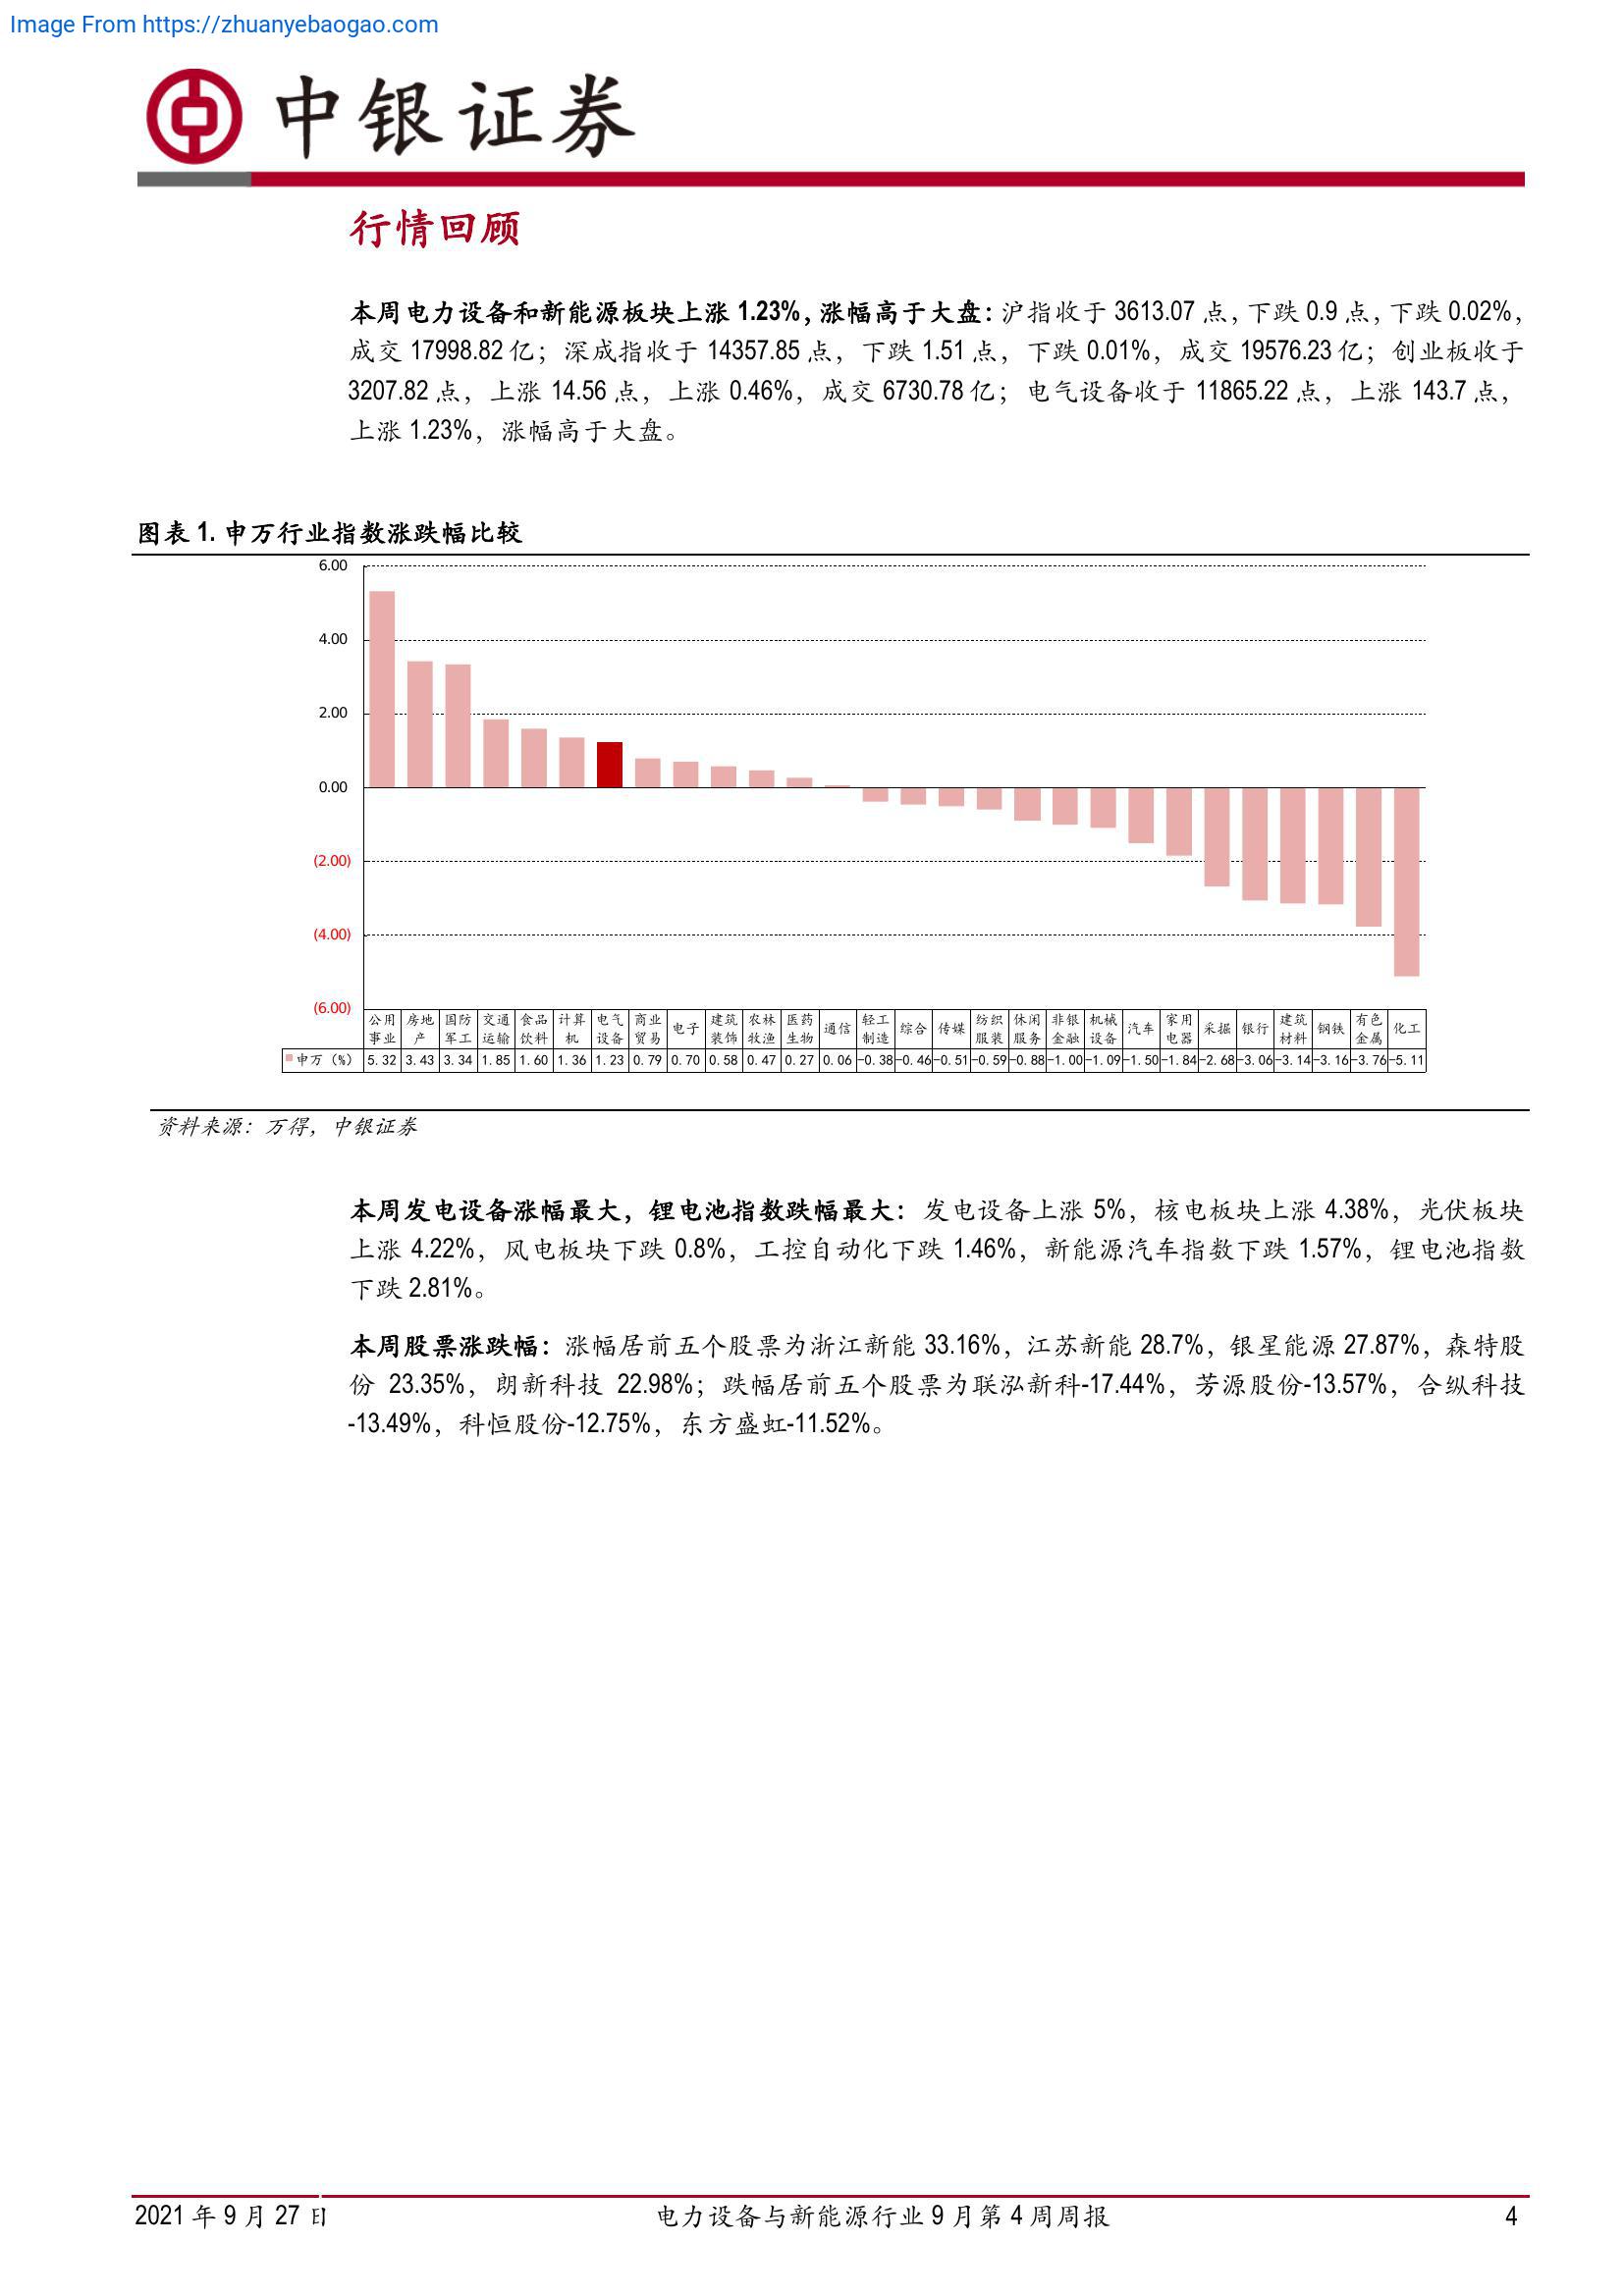 Image From https://zhuanyebaogao.com
中银证券
行情回顾
本周电力设备和新能源板块上涨 1.23%，涨幅高于大盘：沪指收于 3613.07 点，下跌 0.9 点，下跌 0.02%，
成交 17998.82 亿；深成指收于 14357.85 点，下跌 1.51 点，下跌 0.01%，成交 19576.23 亿；创业板收于
3207.82 点，上涨 14.56 点，上涨 0.46%，成交 6730.78 亿；电气设备收于 11865.22 点，上涨 143.7 点，
上涨 1.23%，涨幅高于大盘。
图表 1. 申万行业指数涨跌幅比较
6.00
4.00
2.00
0.00
(2.00)
(4.00)
(6.00)
公用事业 房地产 国防军工 交通运输 食品饮料 计算机 电气设备 商业贸易 电子 建筑装饰 农林牧渔 医药生物 通信 轻工制造 综合 传媒 纺织服装 休闲服务 非银金融 机械设备 汽车 家用电器 采掘 银行 建筑材料 钢铁 有色金属 化工
申万（%） 5.32 3.43 3.34 1.85 1.60 1.36 1.23 0.79 0.70 0.58 0.47 0.27 0.06 -0.38 -0.46 -0.51 -0.59 -0.88 -1.00 -1.09 -1.50 -1.84 -2.68 -3.06 -3.14 -3.16 -3.76 -5.11
资料来源：万得，中银证券
本周发电设备涨幅最大，锂电池指数跌幅最大：发电设备上涨 5%，核电板块上涨 4.38%，光伏板块
上涨 4.22%，风电板块下跌 0.8%，工控自动化下跌 1.46%，新能源汽车指数下跌 1.57%，锂电池指数
下跌 2.81%。
本周股票涨跌幅：涨幅居前五个股票为浙江新能 33.16%，江苏新能 28.7%，银星能源 27.87%，森特股
份 23.35%，朗新科技 22.98%；跌幅居前五个股票为联泓新科-17.44%，芳源股份-13.57%，合纵科技
-13.49%，科恒股份-12.75%，东方盛虹-11.52%。
2021 年 9 月 27 日
电力设备与新能源行业 9 月第 4 周周报
4